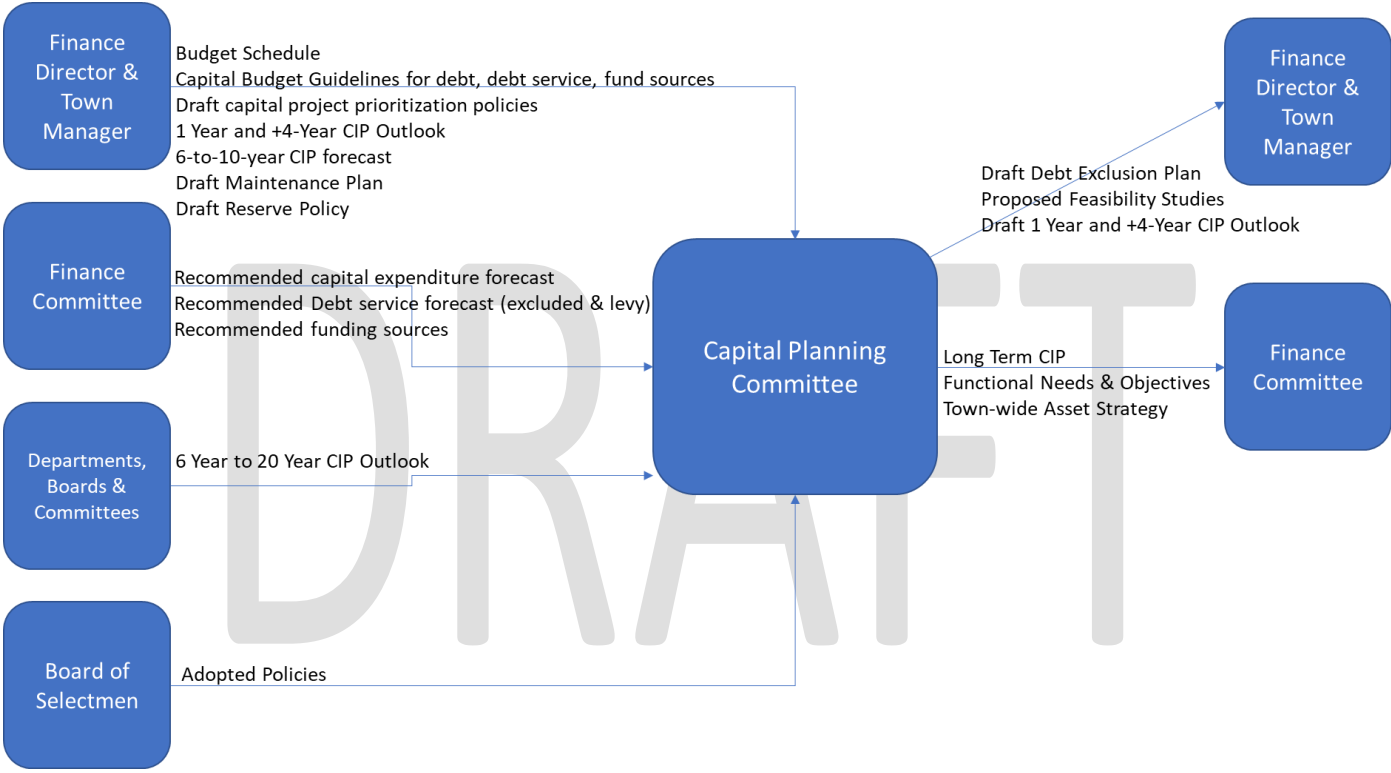 Finance
Director &
Town
Manager
Budget Schedule
Capital Budget Guidelines for debt, debt service, fund sources
Draft capital project prioritization policies
1 Year and +4-Year CIP Outlook
6-to-10-year CIP forecast
Draft Maintenance Plan
Draft Reserve Policy
Finance
Committee
Recommended capital expenditure forecast
Recommended Debt service forecast (excluded & levy)
Recommended funding sources
Departments,
Boards &
Committees
6 Year to 20 Year CIP Outlook
Board of
Selectmen
Adopted Policies
Capital Planning
Committee
Finance
Director &
Town
Manager
Draft Debt Exclusion Plan
Proposed Feasibility Studies
Draft 1 Year and +4-Year CIP Outlook
Long Term CIP
Functional Needs & Objectives
Town-wide Asset Strategy
Finance
Committee
DRAFT